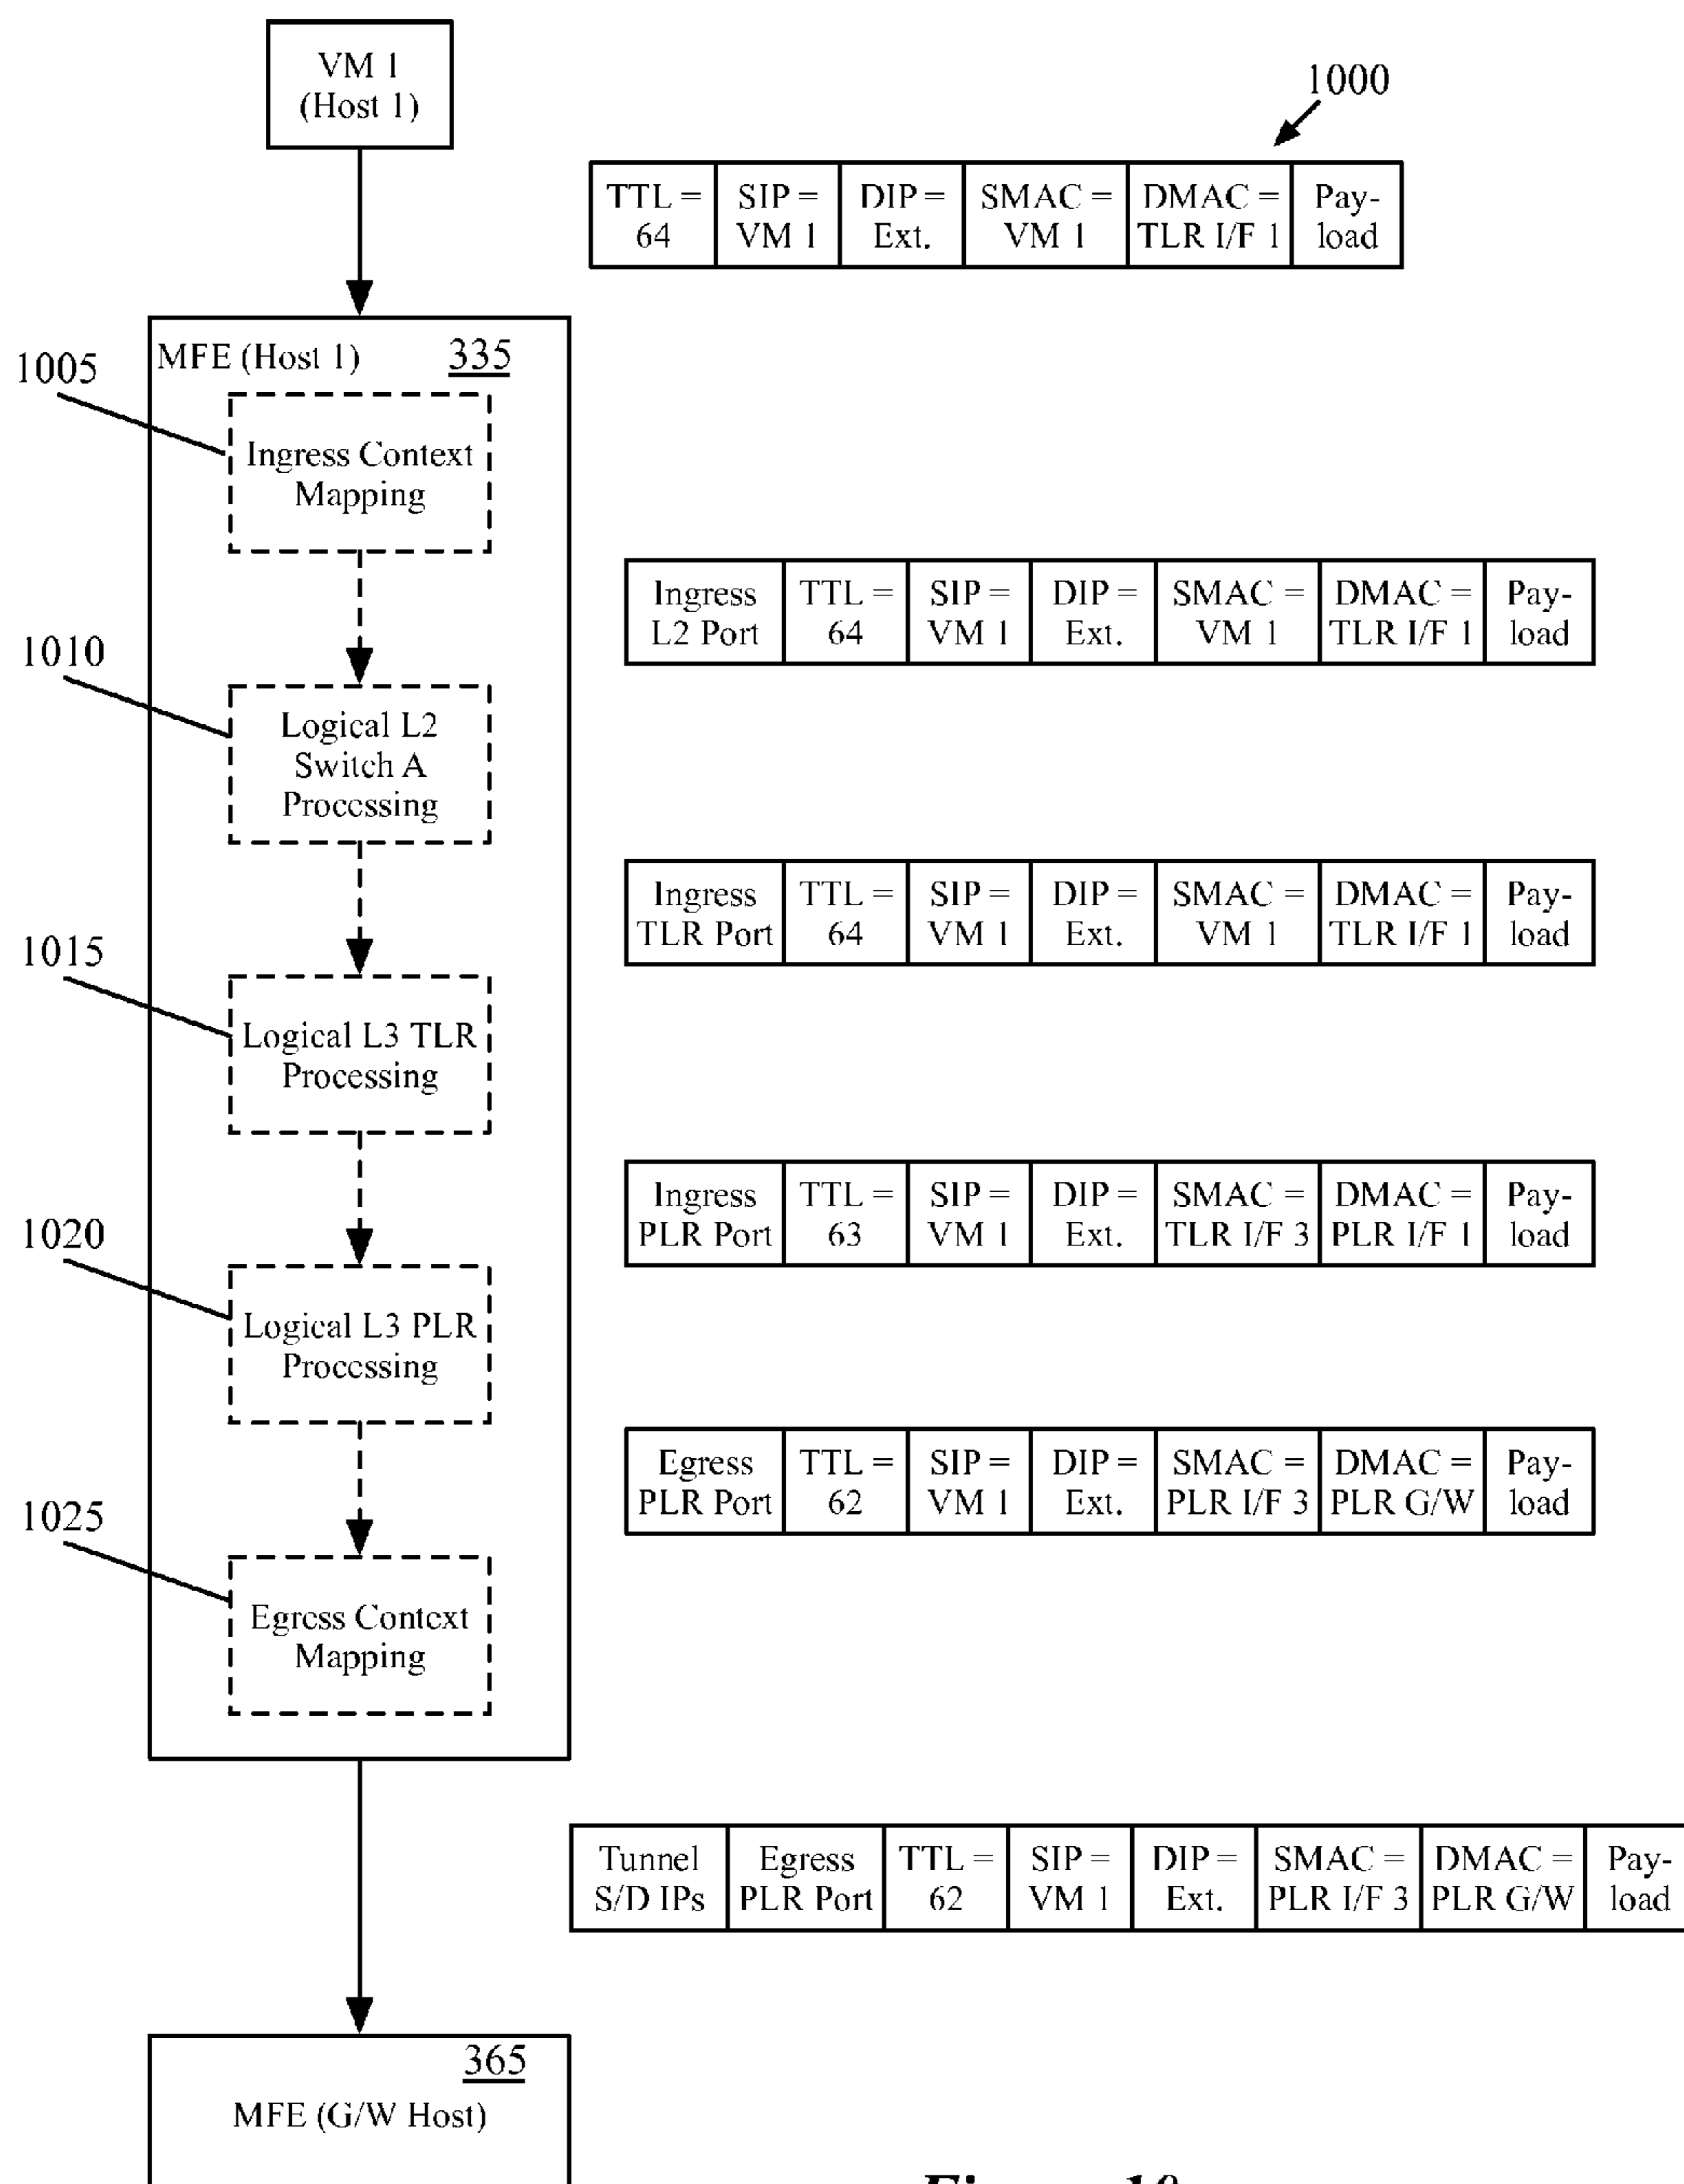 VM 1
(Host 1)
1000
TTL = 64 SIP = VM 1 DIP = Ext. SMAC = VM 1 DMAC = TLR I/F 1 Pay-load
MFE (Host 1) 335
1005
Ingress Context
Mapping
Ingress L2 Port TTL = 64 SIP = VM 1 DIP = Ext. SMAC = VM 1 DMAC = TLR I/F 1 Pay-load
1010
Logical L2
Switch A
Processing
Ingress TLR Port TTL = 64 SIP = VM 1 DIP = Ext. SMAC = VM 1 DMAC = TLR I/F 1 Pay-load
1015
Logical L3 TLR
Processing
Ingress PLR Port TTL = 63 SIP = VM 1 DIP = Ext. SMAC = TLR I/F 3 DMAC = PLR I/F 1 Pay-load
1020
Logical L3 PLR
Processing
Egress PLR Port TTL = 62 SIP = VM 1 DIP = Ext. SMAC = PLR I/F 3 DMAC = PLR G/W Pay-load
1025
Egress Context
Mapping
Tunnel S/D IPs Egress PLR Port TTL = 62 SIP = VM 1 DIP = Ext. SMAC = PLR I/F 3 DMAC = PLR G/W Pay-load
365
MFE (G/W Host)